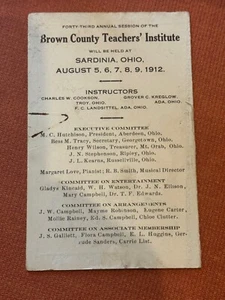 FORTY-THIRD ANNUAL SESSION OF THE
Brown County Teachers' Institute
WILL BE HELD AT
SARDINIA, OHIO,
AUGUST 5, 6, 7, 8, 9, 1912.
INSTRUCTORS
CHARLES W. COOKSON, GROVER C. KREGLOW,
TROY, OHIO. ADA, OHIO
F. C. LANDSITTEL, ADA, OHIO.
EXECUTIVE COMMITTEE
M. C. Hutchison, President, Aberdeen, Ohio.
Bess M. Tracy, Secretary, Georgetown, Ohio.
Henry Wilson, Treasurer, Mt. Orab, Ohio.
J. N. Stephenson, Ripley, Ohio.
J. L. Kearns, Russellville, Ohio.
Margaret Love, Pianist; B. B. Smith, Musical Director
COMMITTEE ON ENTERTAINMENT
Gladys Kincaid, W. H. Watson, Dr. J. N. Ellison,
Mary Campbell, Dr. T. F. Edwards.
COMMITTEE ON ARRANGEMENTS
J. W. Campbell, Mayme Robinson, Eugene Carter,
Mollie Rainey, Ed S. Campbell, Chloe Clutter.
COMMITTEE ON ASSOCIATE MEMBERSHIP
J. S. Galliett, Flora Campbell, E. L. Huggins, Ger-
trude Sanders, Carrie List.